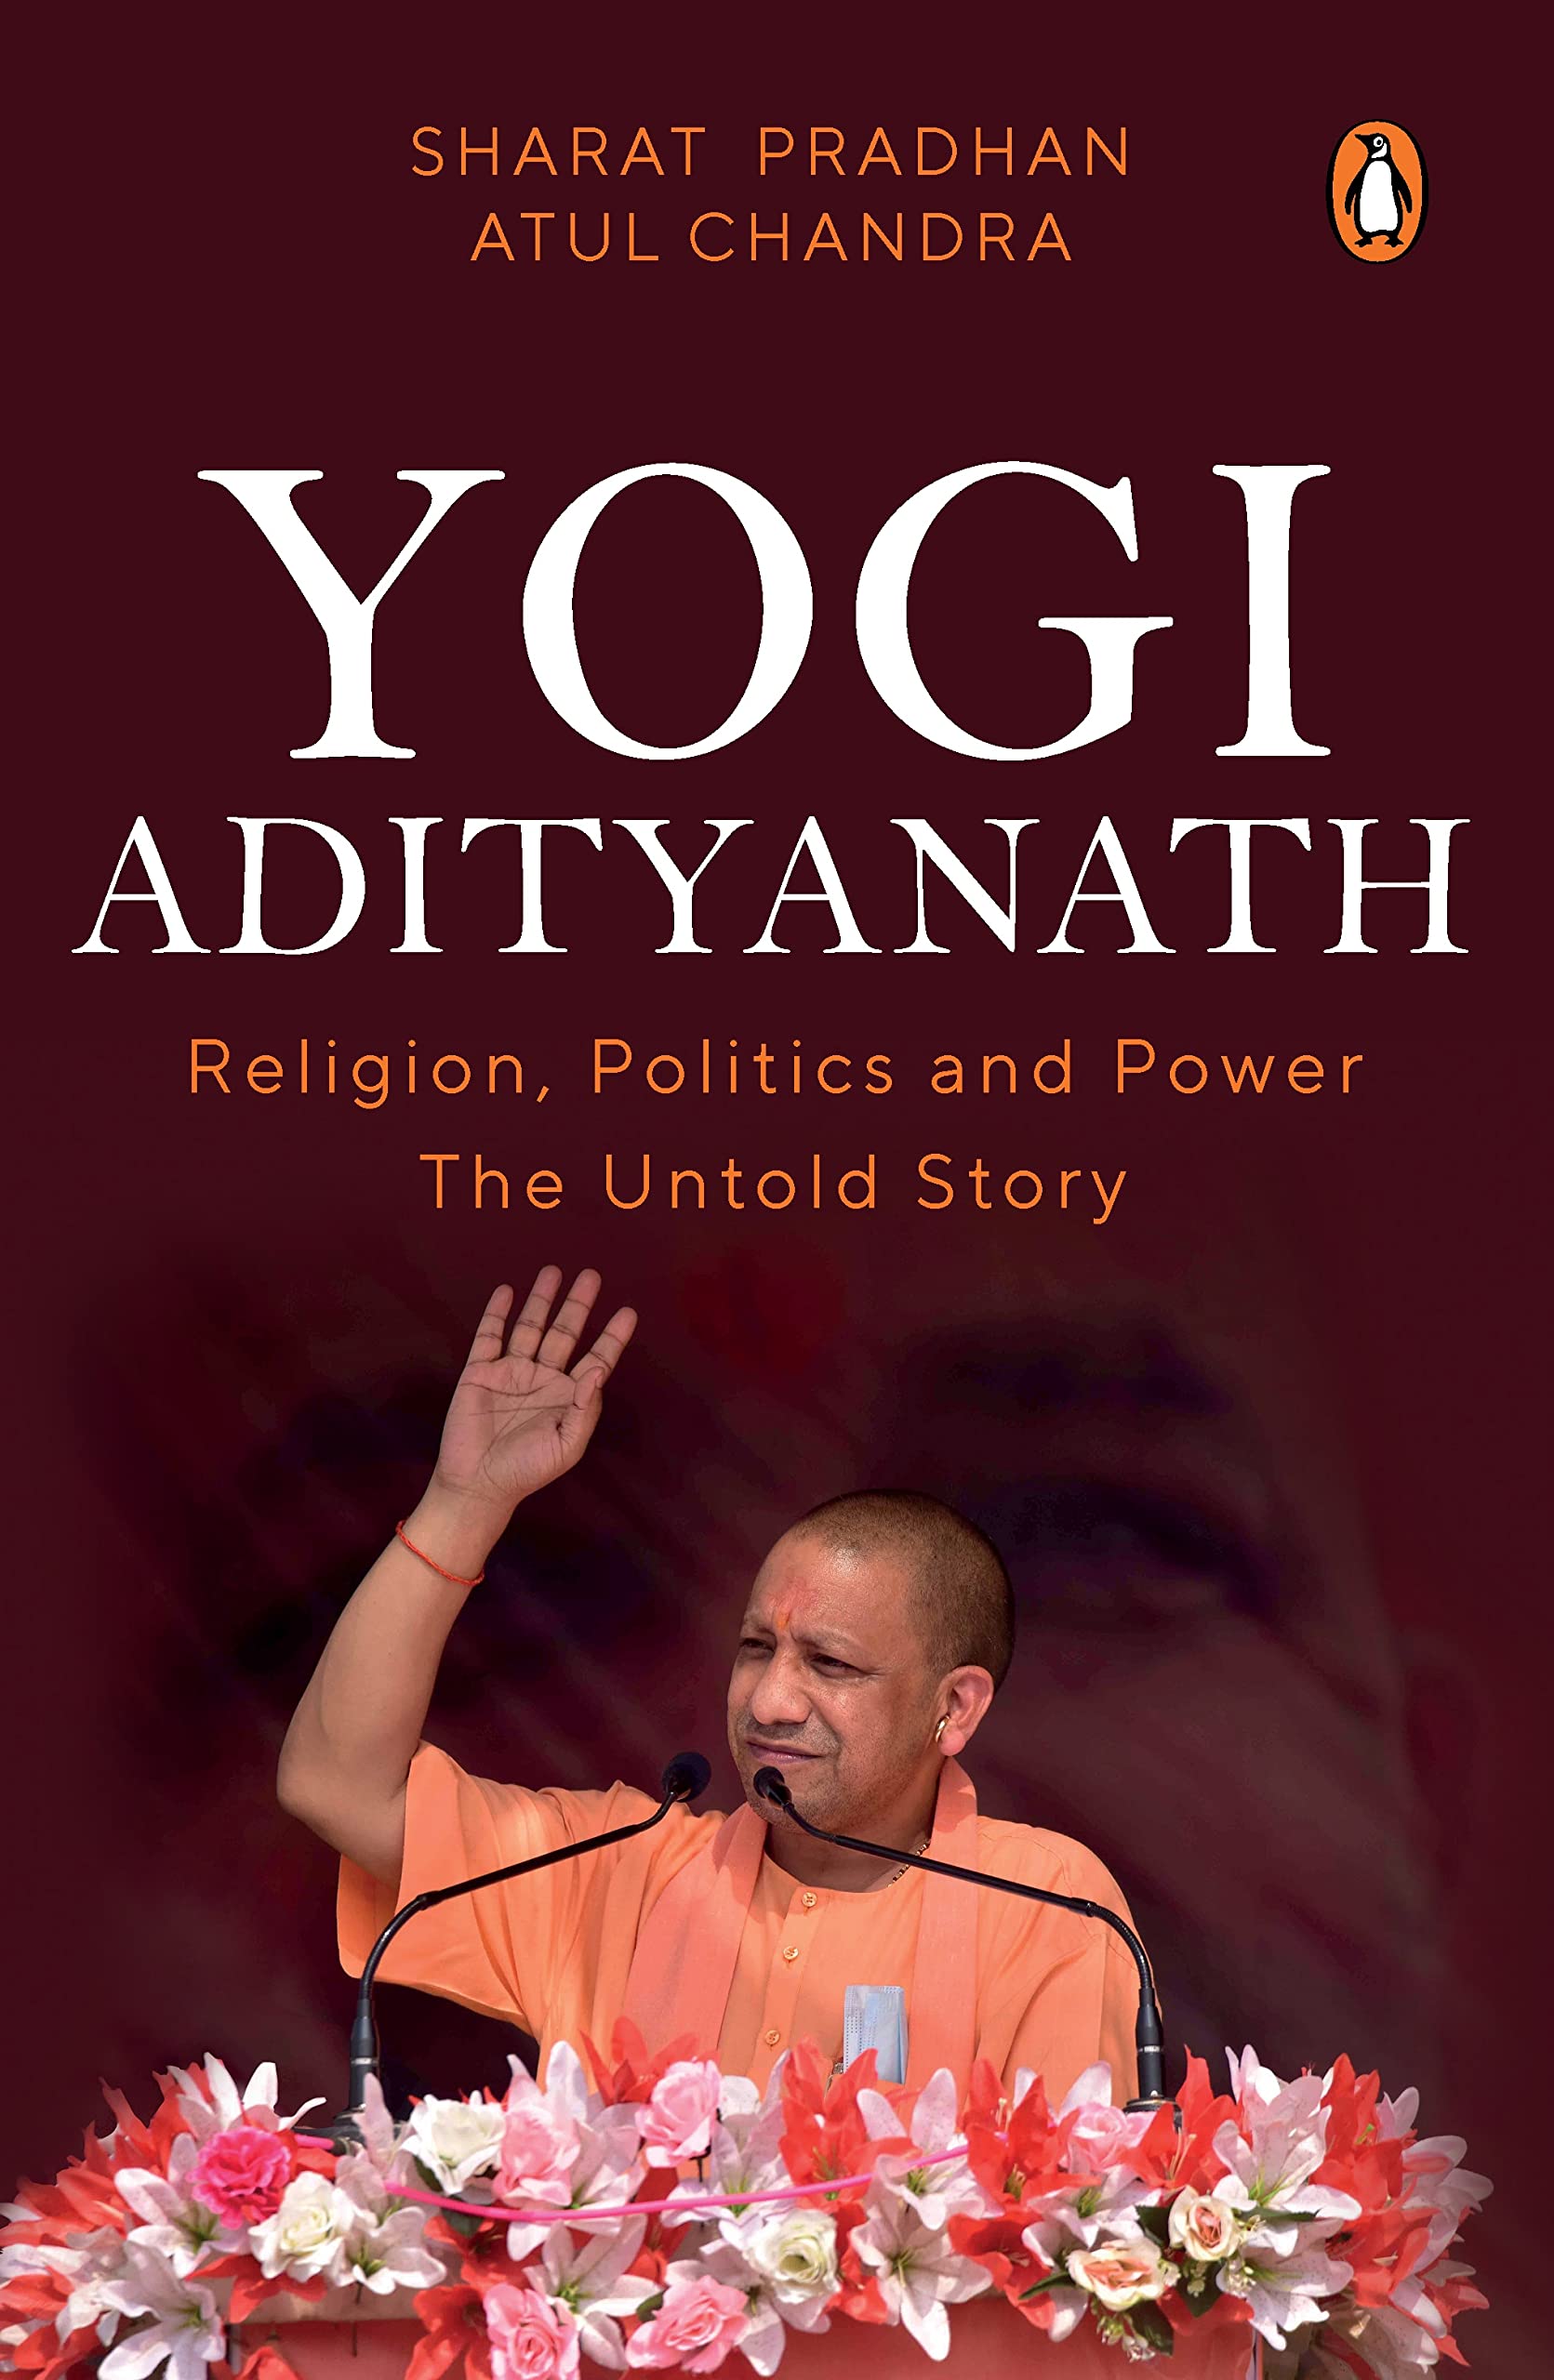 SHARAT PRADHAN
ATUL CHANDRA
YOGI
ADITYANATH
Religion, Politics and Power
The Untold Story